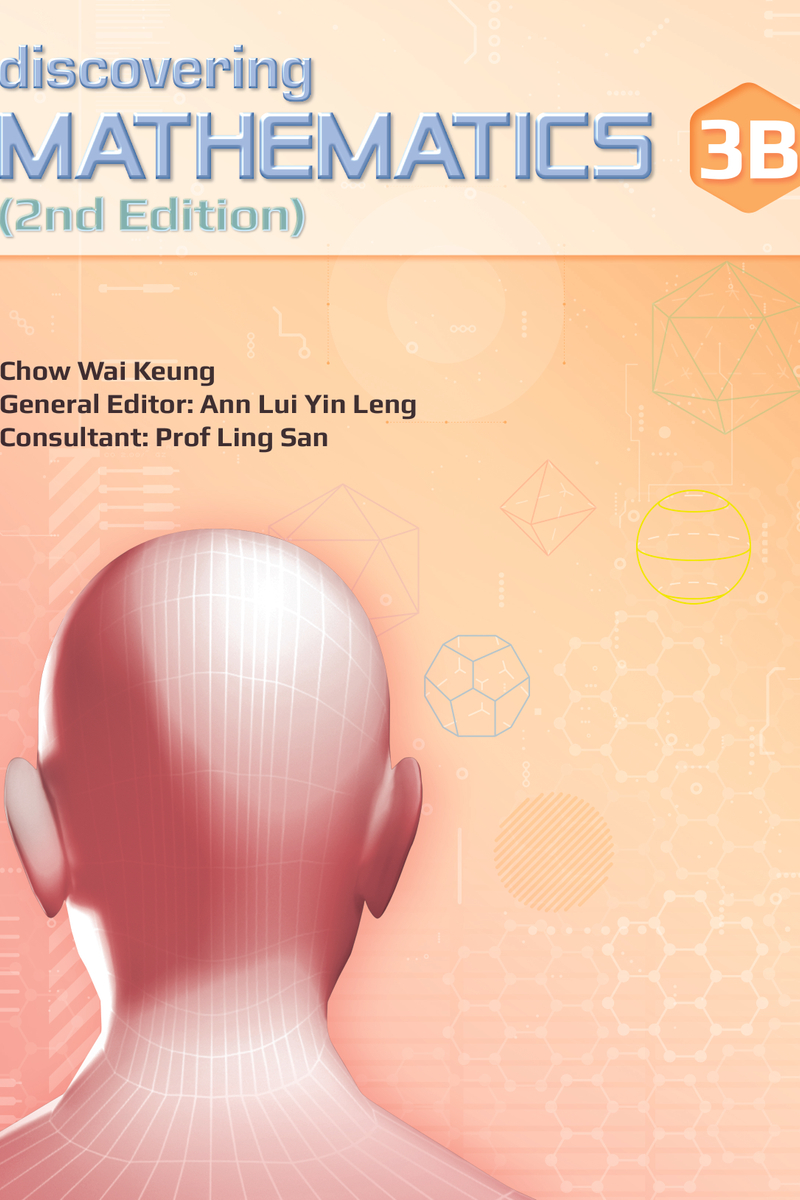 discovering
MATHEMATICS
3B
(2nd Edition)
Chow Wai Keung
General Editor: Ann Lui Yin Leng
Consultant: Prof Ling San